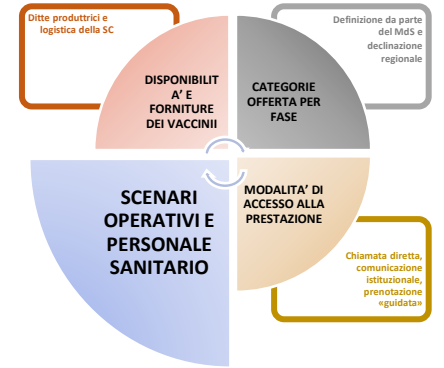 Ditte produttrici e
logistica della SC
Definizione da parte
del MdS e
declinazione
regionale
DISPONIBILIT
A’ E
FORNITURE
DEI VACCINII
CATEGORIE
OFFERTA PER
FASE
SCENARI
OPERATIVI E
PERSONALE
SANITARIO
MODALITA’ DI
ACCESSO ALLA
PRESTAZIONE
Chiamata diretta,
comunicazione
istituzionale,
prenotazione
«guidata»